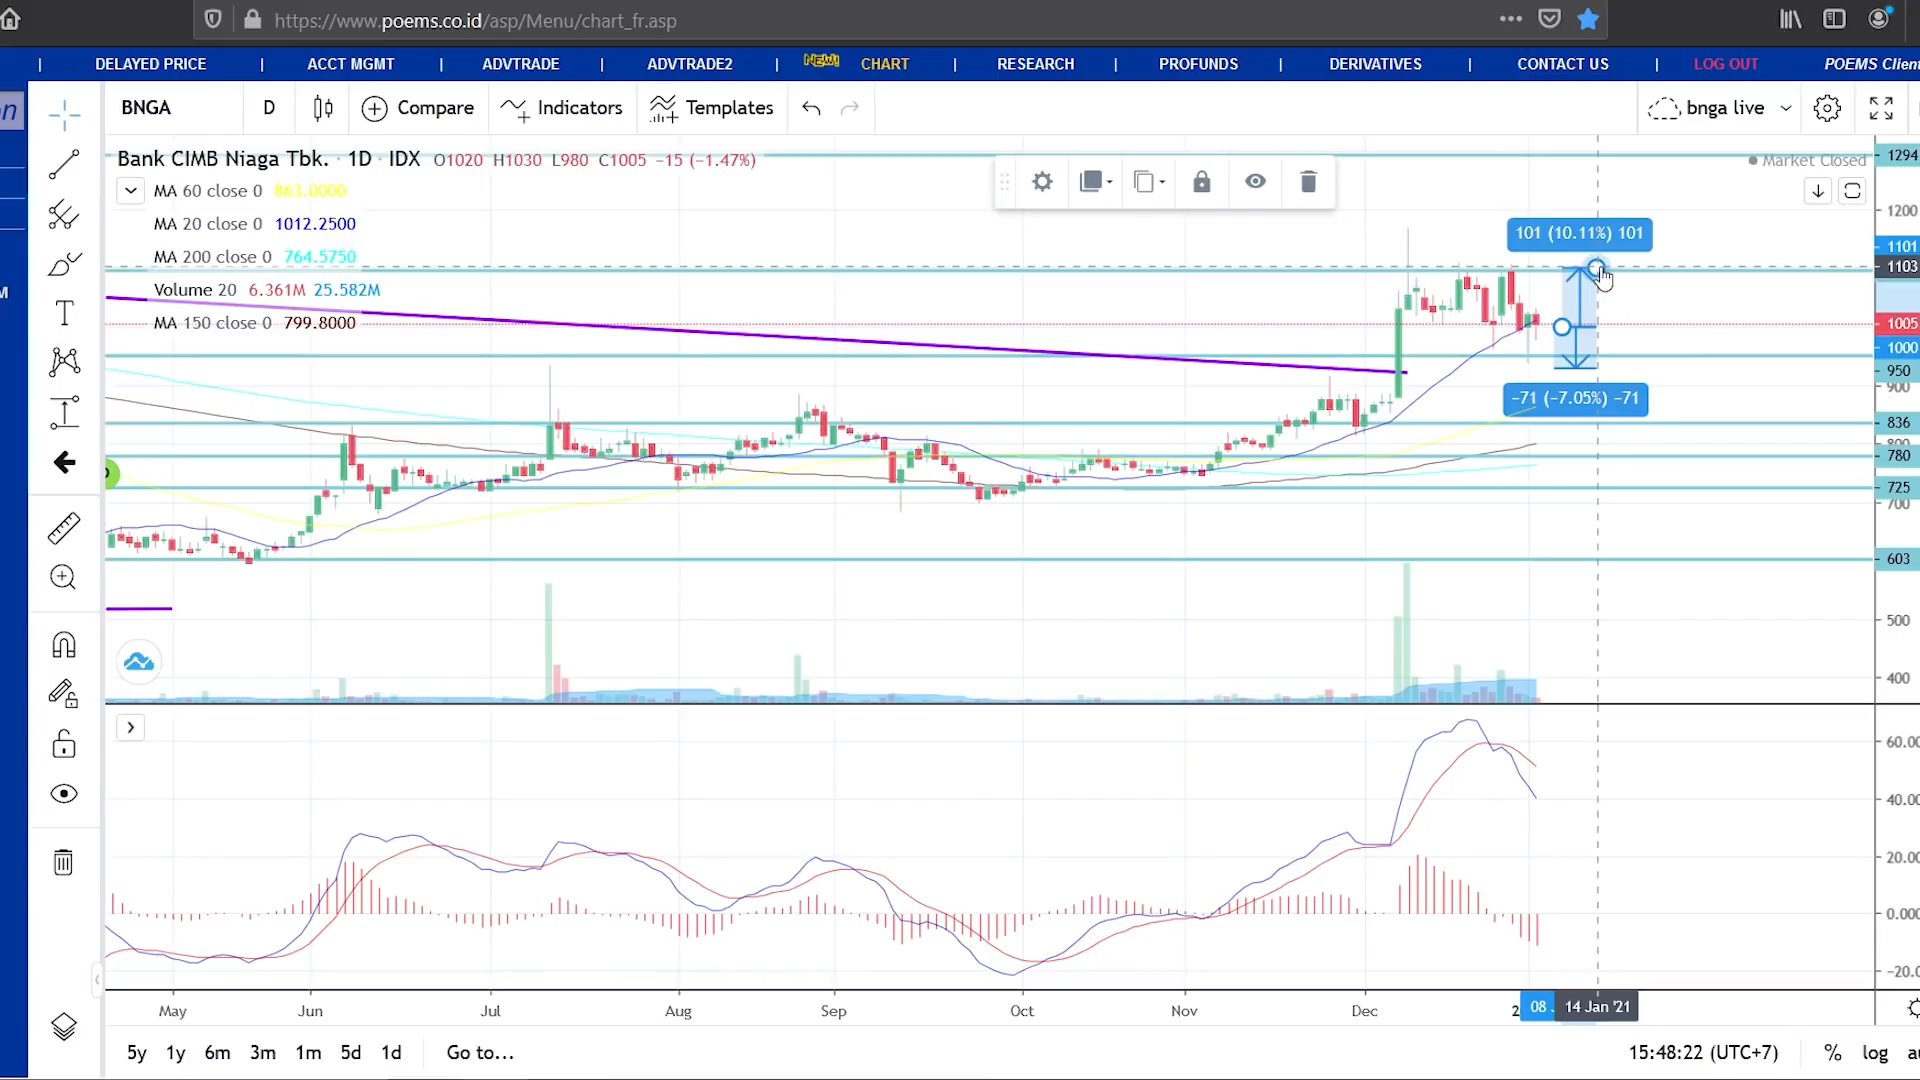 https://www.poems.co.id/asp/Menu/chart_fr.asp
| DELAYED PRICE | ACCT MGMT | ADVTRADE | ADVTRADE2 | NEW! CHART | RESEARCH | PROFUNDS | DERIVATIVES | CONTACT US | LOG OUT POEMS Client
BNGA D Compare Indicators Templates bnga live
Bank CIMB Niaga Tbk. · 1D · IDX O1020 H1030 L980 C1005 −15 (−1.47%)
Market Closed
MA 60 close 0 863.0000
MA 20 close 0 1012.2500
MA 200 close 0 764.5750
Volume 20 6.361M 25.582M
MA 150 close 0 799.8000
101 (10.11%) 101
−71 (−7.05%) −71
1294
1200
1101
1103
1005
1000
950
900
836
800
780
725
700
603
500
400
60.00
40.00
20.00
0.000
−20.0
May Jun Jul Aug Sep Oct Nov Dec 08 14 Jan '21
5y 1y 6m 3m 1m 5d 1d Go to... 15:48:22 (UTC+7) % log